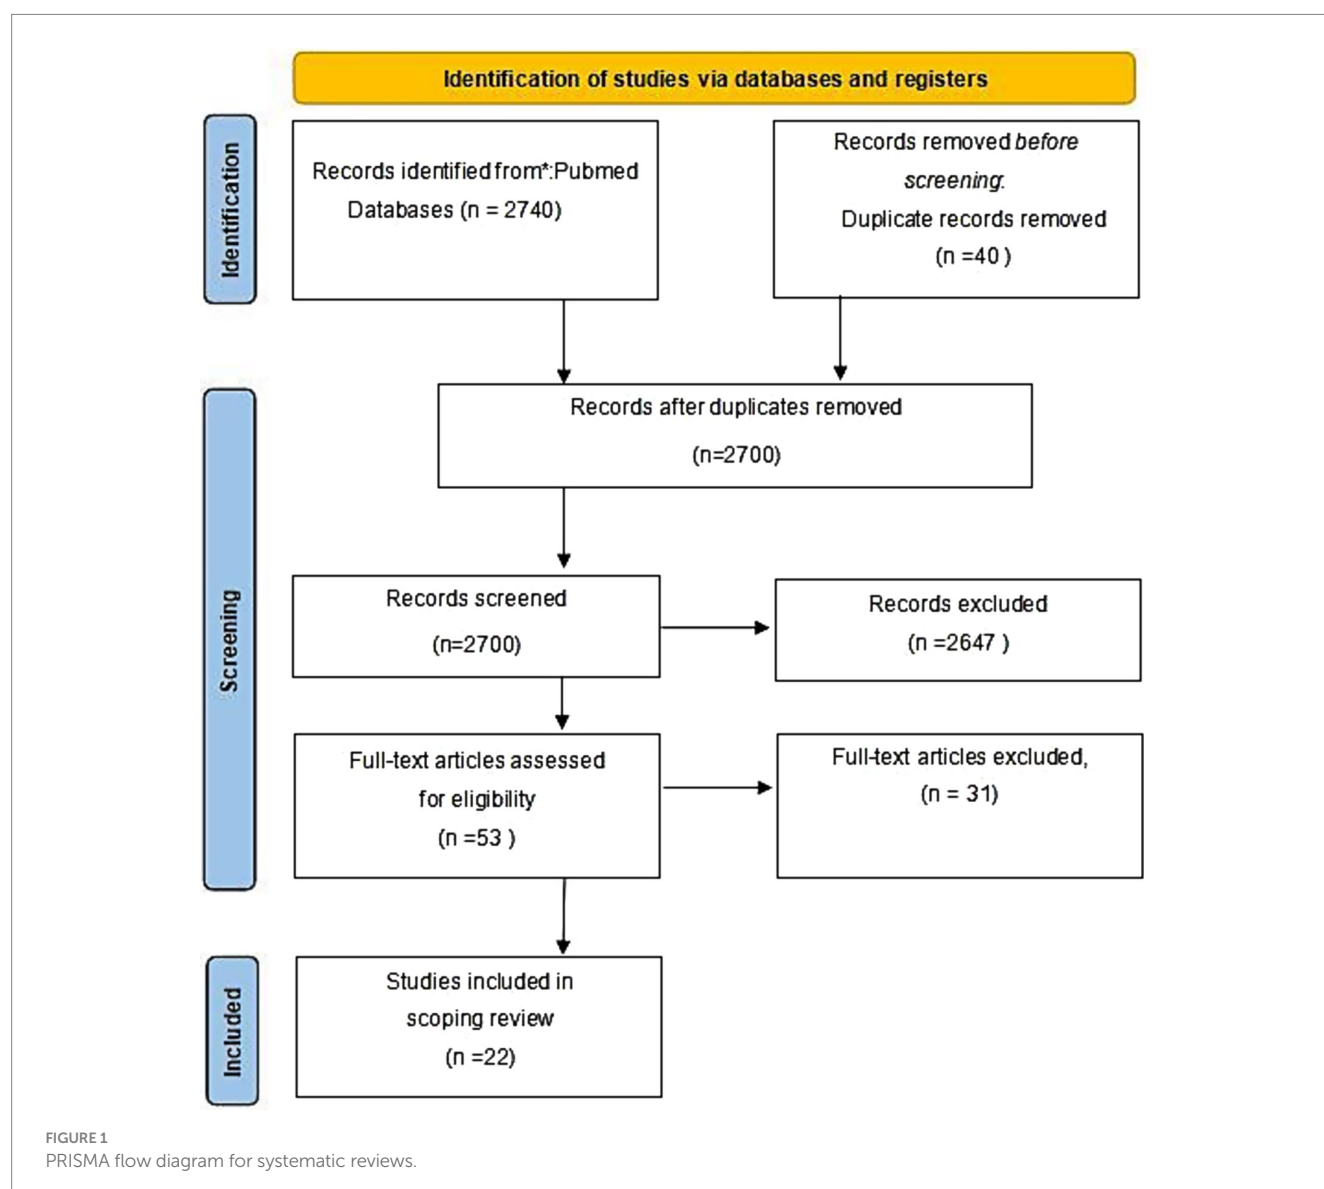 Identification of studies via databases and registers
Identification
Records identified from*:Pubmed
Databases (n = 2740)
Records removed before
screening:
Duplicate records removed
(n =40 )
Screening
Records after duplicates removed
(n=2700)
Records screened
(n=2700)
Records excluded
(n =2647 )
Full-text articles assessed
for eligibility
(n =53 )
Full-text articles excluded,
(n = 31)
Included
Studies included in
scoping review
(n =22)
FIGURE 1
PRISMA flow diagram for systematic reviews.